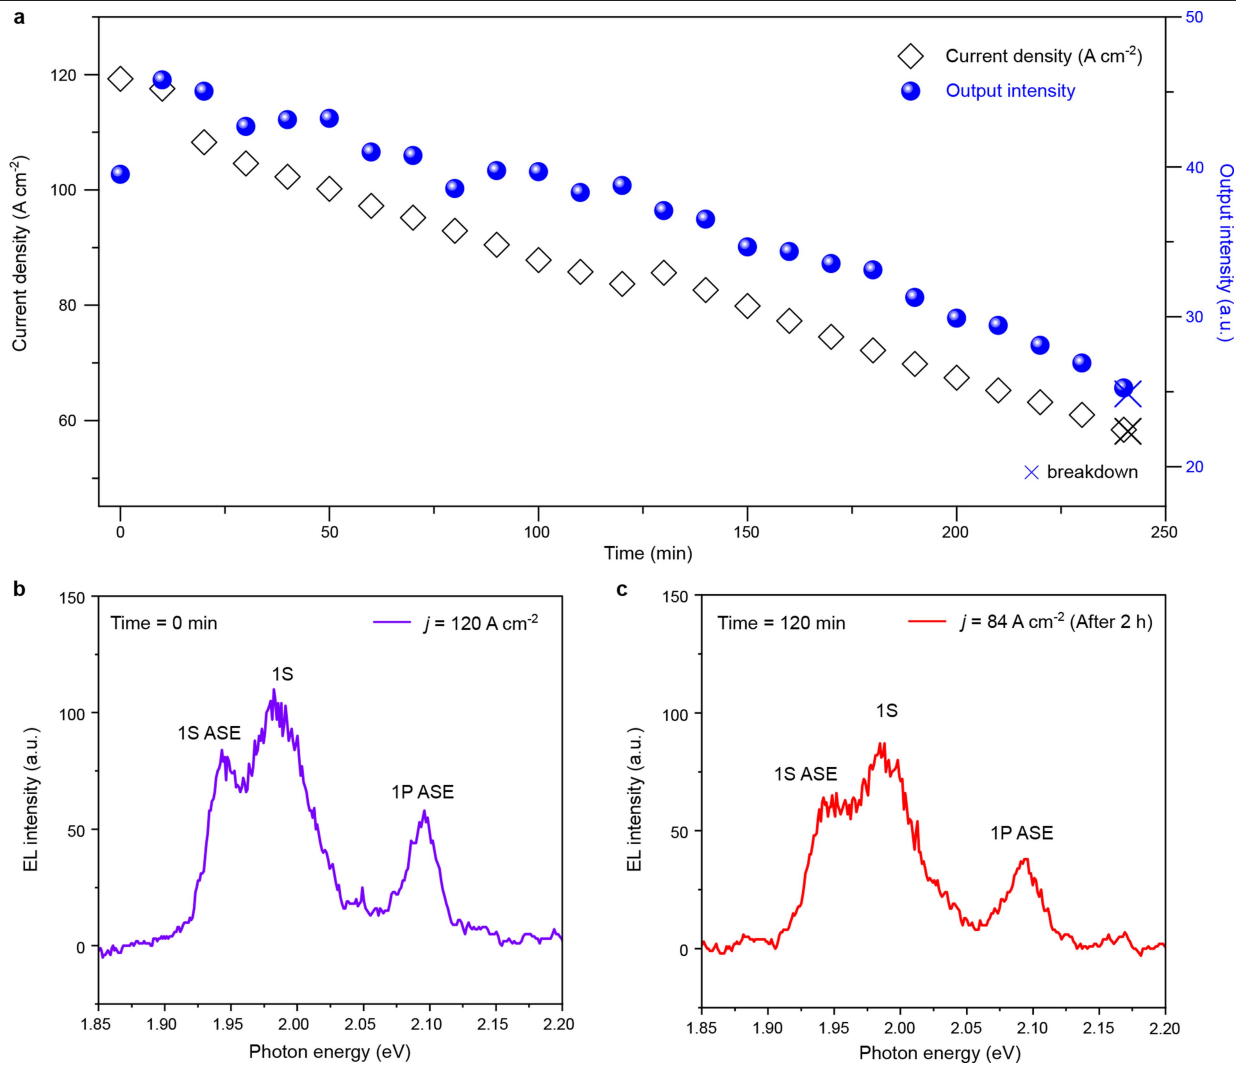 a
Current density (A cm-2)
Output intensity
120
100
80
60
50
40
30
20
Current density (A cm-2)
Output intensity (a.u.)
breakdown
0
50
100
150
200
250
Time (min)
b
150
100
50
0
Time = 0 min
j = 120 A cm-2
1S
1S ASE
1P ASE
EL intensity (a.u.)
1.85
1.90
1.95
2.00
2.05
2.10
2.15
2.20
Photon energy (eV)
c
150
100
50
0
Time = 120 min
j = 84 A cm-2 (After 2 h)
1S
1S ASE
1P ASE
EL intensity (a.u.)
1.85
1.90
1.95
2.00
2.05
2.10
2.15
2.20
Photon energy (eV)